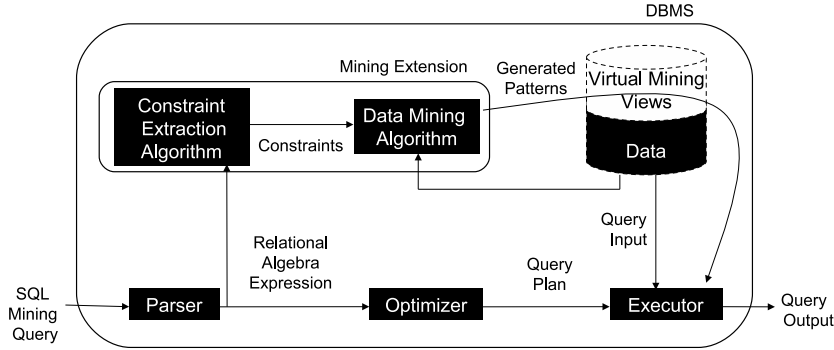 DBMS
Mining Extension
Generated
Patterns
Virtual Mining
Views
Constraint
Extraction
Algorithm
Constraints
Data Mining
Algorithm
Data
Query
Input
Relational
Algebra
Expression
Query
Plan
SQL
Mining
Query
Parser
Optimizer
Executor
Query
Output